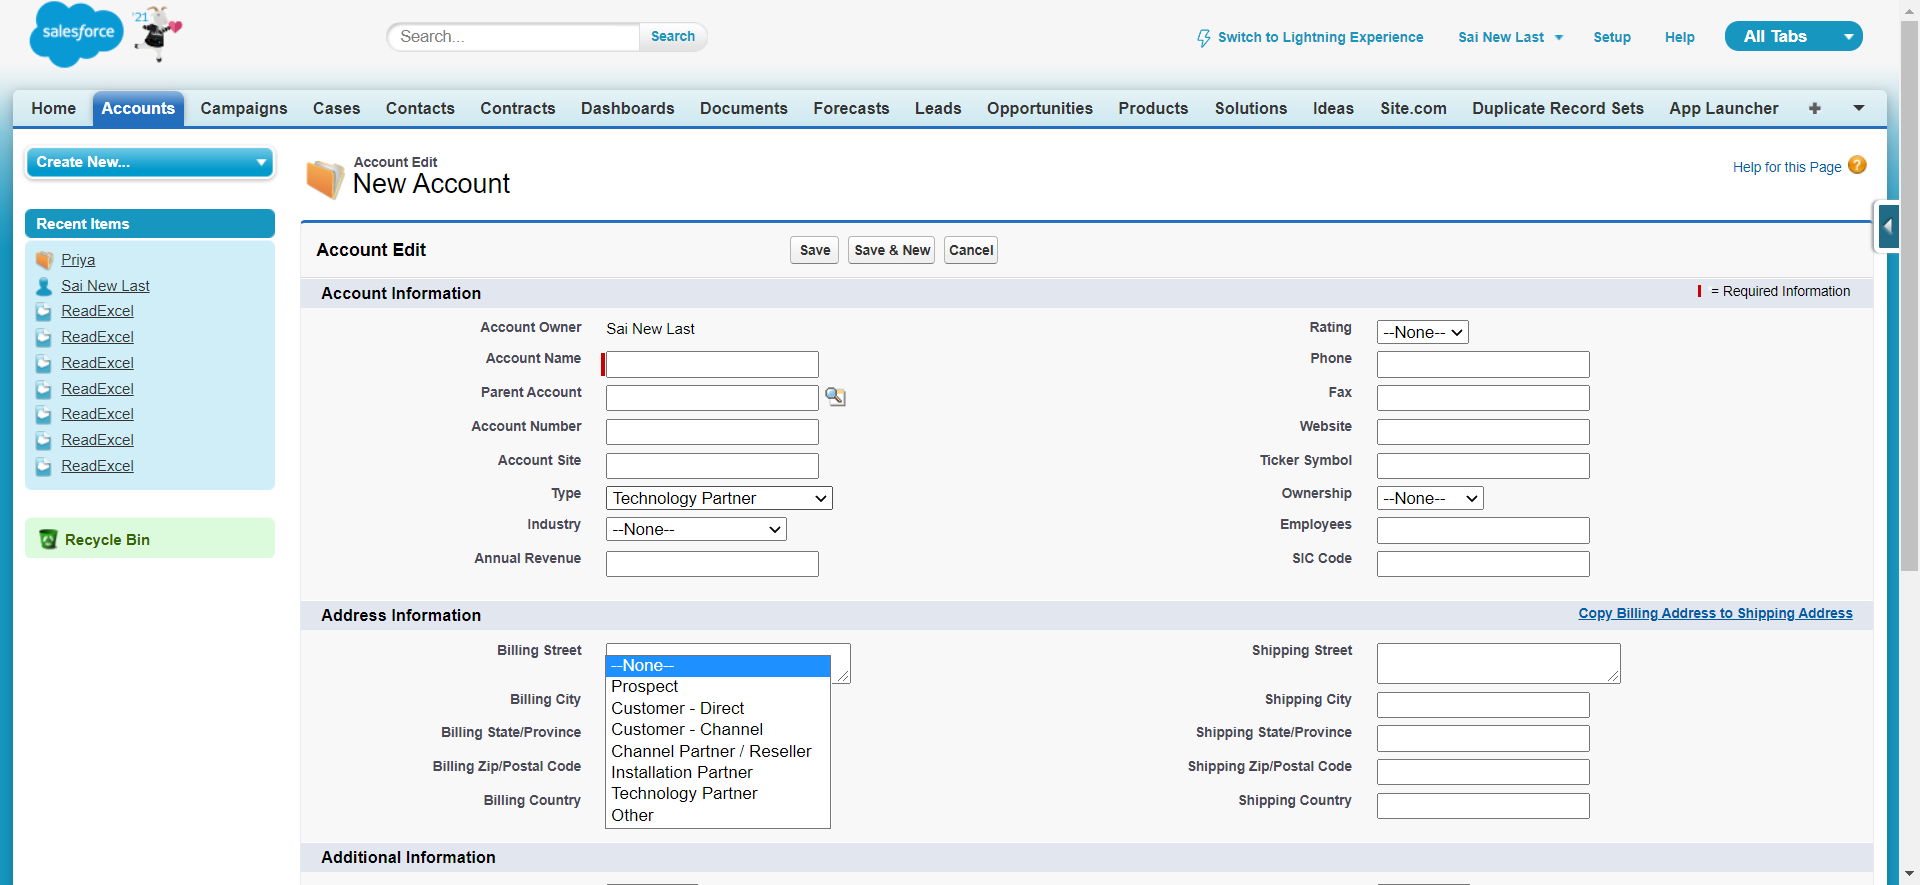 salesforce
'21
Search...
Search
Switch to Lightning Experience
Sai New Last
Setup
Help
All Tabs
Home
Accounts
Campaigns
Cases
Contacts
Contracts
Dashboards
Documents
Forecasts
Leads
Opportunities
Products
Solutions
Ideas
Site.com
Duplicate Record Sets
App Launcher
+
Create New...
Recent Items
Priya
Sai New Last
ReadExcel
ReadExcel
ReadExcel
ReadExcel
ReadExcel
ReadExcel
ReadExcel
Recycle Bin
Account Edit
New Account
Help for this Page ?
Account Edit
Save
Save & New
Cancel
Account Information
= Required Information
Account Owner
Sai New Last
Rating
--None--
Account Name
Phone
Parent Account
Fax
Account Number
Website
Account Site
Ticker Symbol
Type
Technology Partner
Ownership
--None--
Industry
--None--
Employees
Annual Revenue
SIC Code
Address Information
Copy Billing Address to Shipping Address
Billing Street
Shipping Street
--None--
Prospect
Customer - Direct
Customer - Channel
Channel Partner / Reseller
Installation Partner
Technology Partner
Other
Billing City
Shipping City
Billing State/Province
Shipping State/Province
Billing Zip/Postal Code
Shipping Zip/Postal Code
Billing Country
Shipping Country
Additional Information